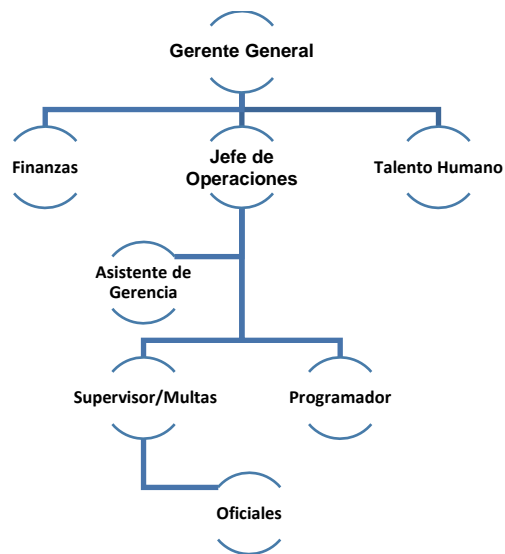 Gerente General
Finanzas
Jefe de
Operaciones
Talento Humano
Asistente de
Gerencia
Supervisor/Multas
Programador
Oficiales